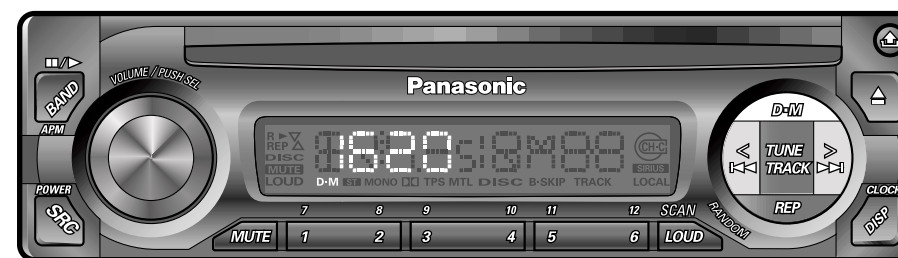 VOLUME / PUSH SEL
BAND
APM
POWER
SRC
Panasonic
R
REP
DISC
MUTE
LOUD
1520
CH·C
SIRIUS
D·M ST MONO TPS MTL DISC B·SKIP TRACK LOCAL
D·M
TUNE
TRACK
REP
RANDOM
CLOCK
DISP
7 8 9 10 11 12 SCAN
MUTE 1 2 3 4 5 6 LOUD